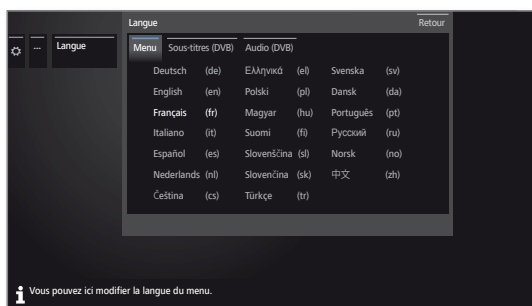 Langue Retour
... Langue
Menu Sous-titres (DVB) Audio (DVB)
Deutsch (de) Ελληνικά (el) Svenska (sv)
English (en) Polski (pl) Dansk (da)
Français (fr) Magyar (hu) Português (pt)
Italiano (it) Suomi (fi) Русский (ru)
Español (es) Slovenščina (sl) Norsk (no)
Nederlands (nl) Slovenčina (sk) 中文 (zh)
Čeština (cs) Türkçe (tr)
Vous pouvez ici modifier la langue du menu.